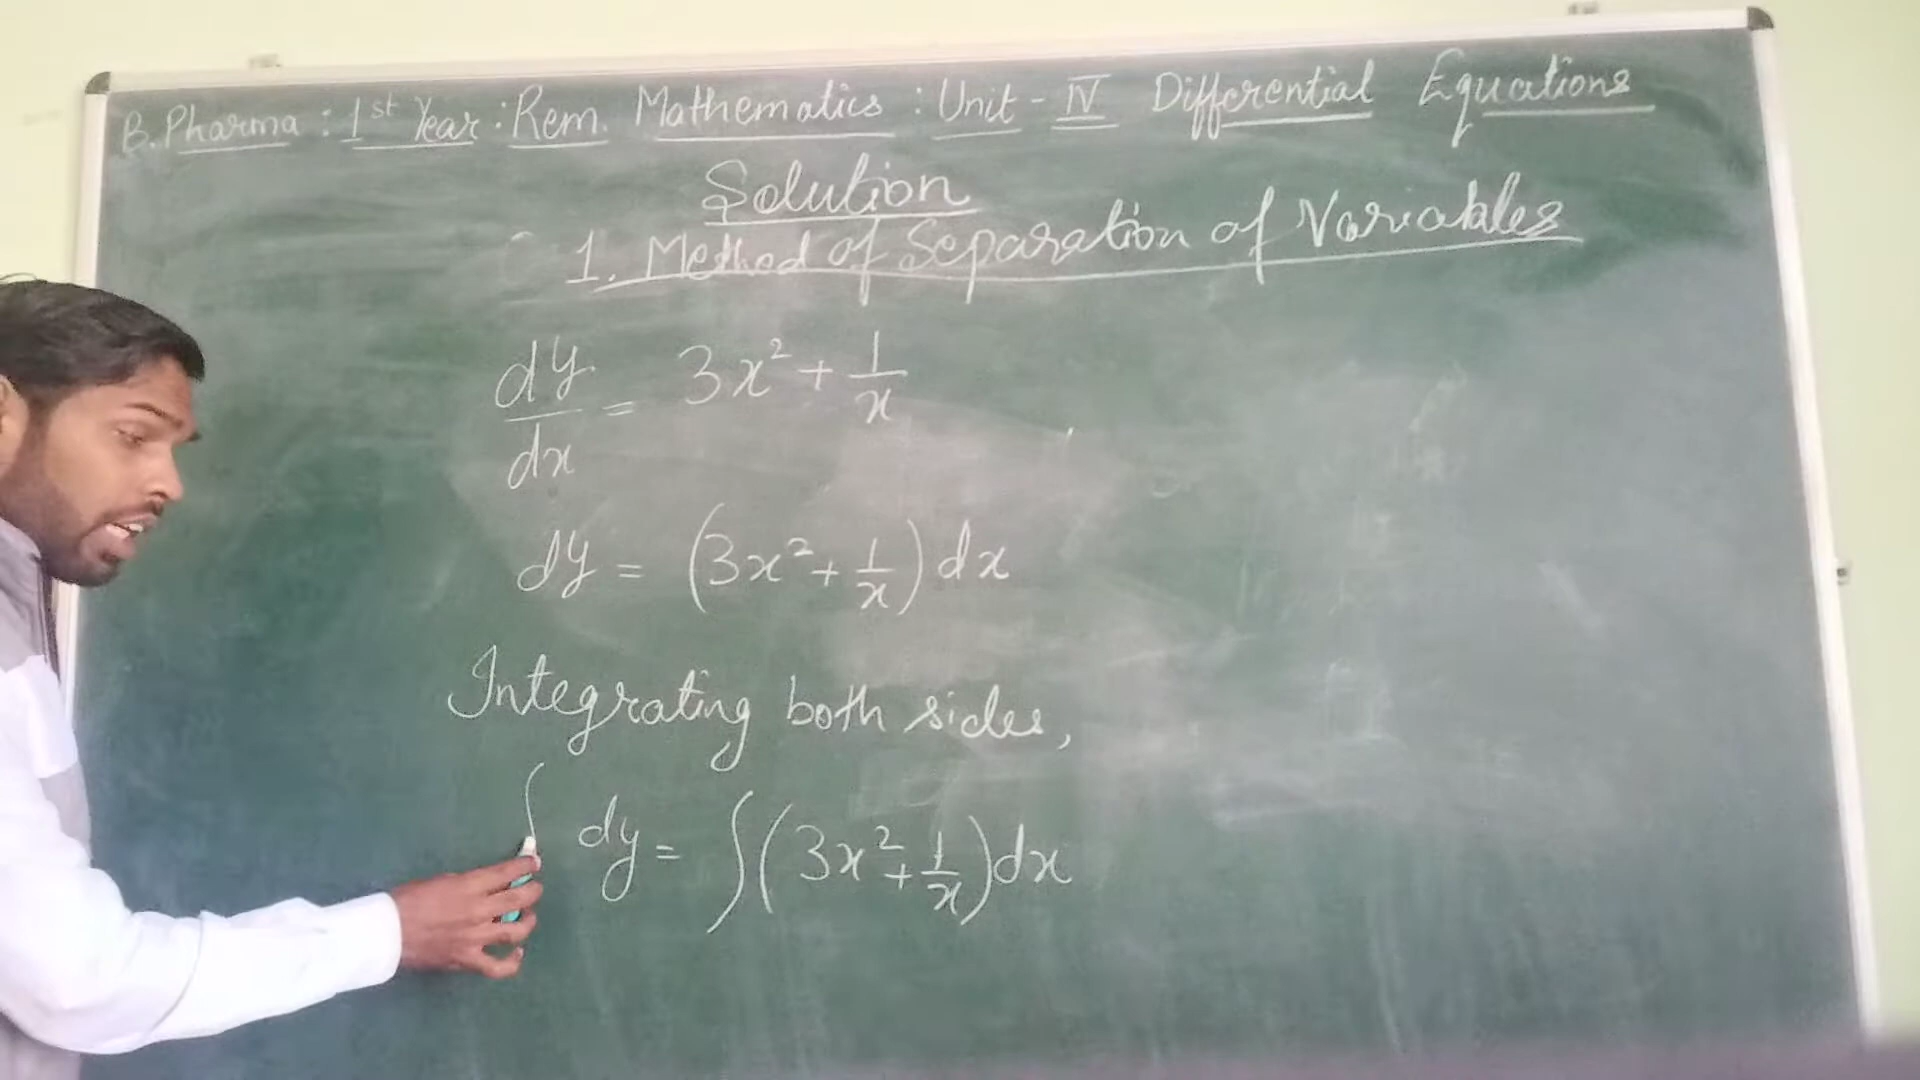 B. Pharma : 1st Year : Rem. Mathematics : Unit - IV Differential Equations
Solution
1. Method of Separation of Variables
dy/dx = 3x² + 1/x
dy = (3x² + 1/x) dx
Integrating both sides,
∫ dy = ∫(3x² + 1/x)dx